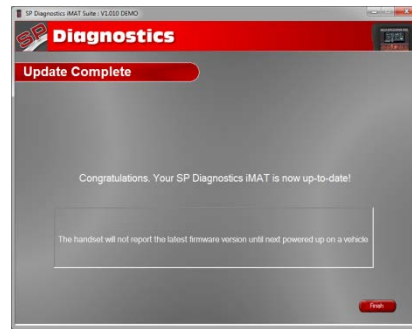 SP Diagnostics iMAT Suite : V1.010 DEMO
SP Diagnostics
Update Complete
Congratulations. Your SP Diagnostics iMAT is now up-to-date!
The handset will not report the latest firmware version until next powered up on a vehicle
Finish